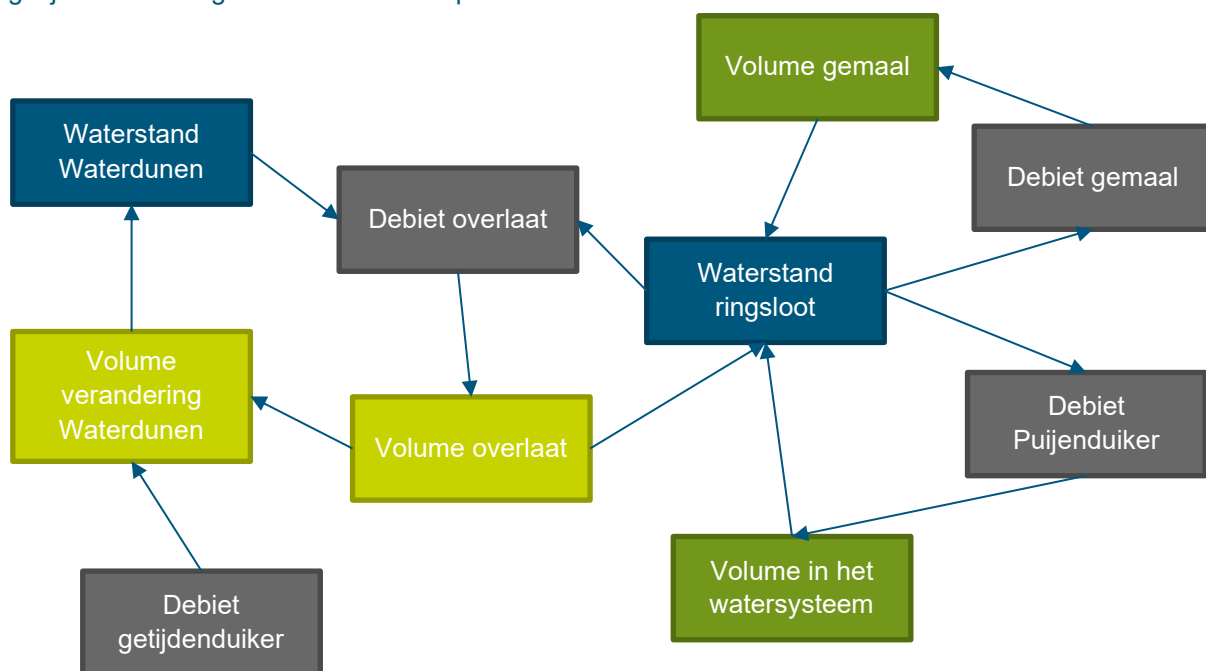 Volume gemaal
Waterstand
Waterdunen
Debiet gemaal
Debiet overlaat
Waterstand
ringsloot
Volume
verandering
Waterdunen
Debiet
Puijenduiker
Volume overlaat
Volume in het
watersysteem
Debiet
getijdenduiker